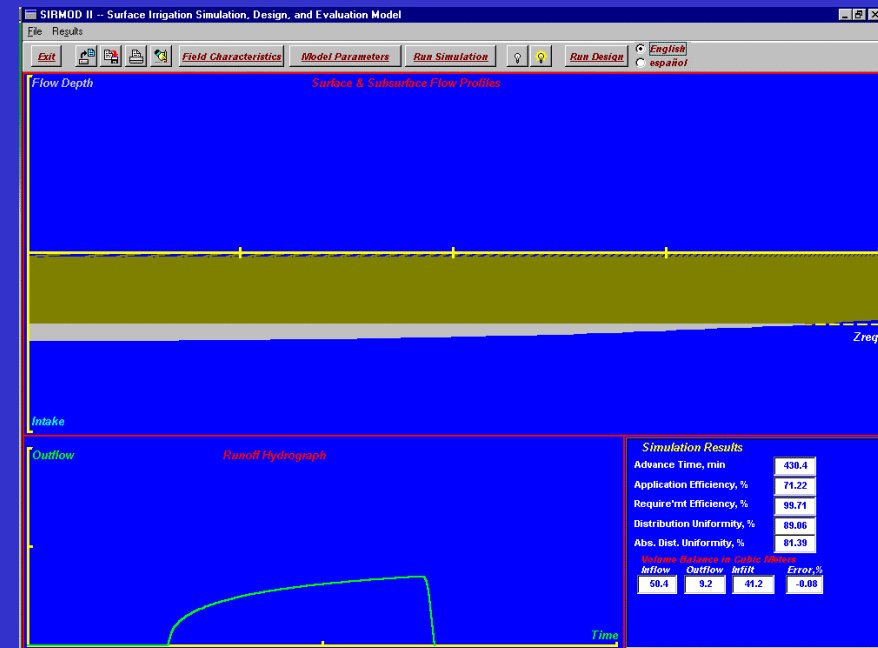 SIRMOD II -- Surface Irrigation Simulation, Design, and Evaluation Model
File Results
Exit Field Characteristics Model Parameters Run Simulation Run Design English
español
Flow Depth Surface & Subsurface Flow Profiles
Zreq
Intake
Outflow Runoff Hydrograph
Time
Simulation Results
Advance Time, min 430.4
Application Efficiency, % 71.22
Require'mt Efficiency, % 99.71
Distribution Uniformity, % 89.06
Abs. Dist. Uniformity, % 81.39
Volume Balance in Cubic Meters
Inflow Outflow Infilt Error,%
50.4 9.2 41.2 -0.08